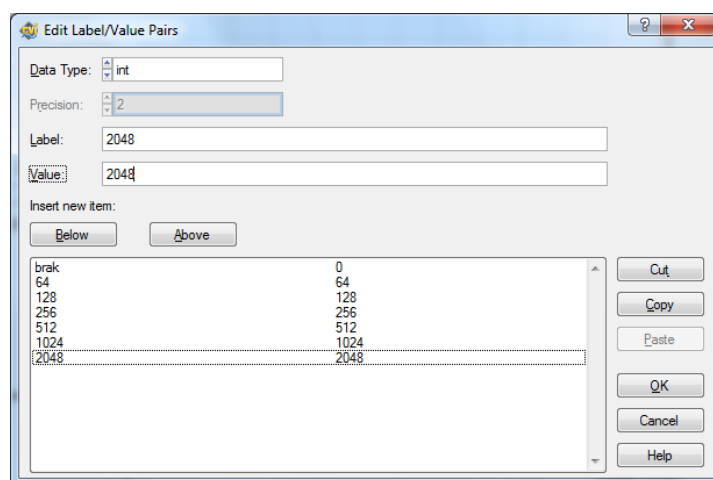 Edit Label/Value Pairs
Data Type: int
Precision: 2
Label: 2048
Value: 2048
Insert new item:
Below Above
brak 0
64 64
128 128
256 256
512 512
1024 1024
2048 2048
Cut
Copy
Paste
OK
Cancel
Help